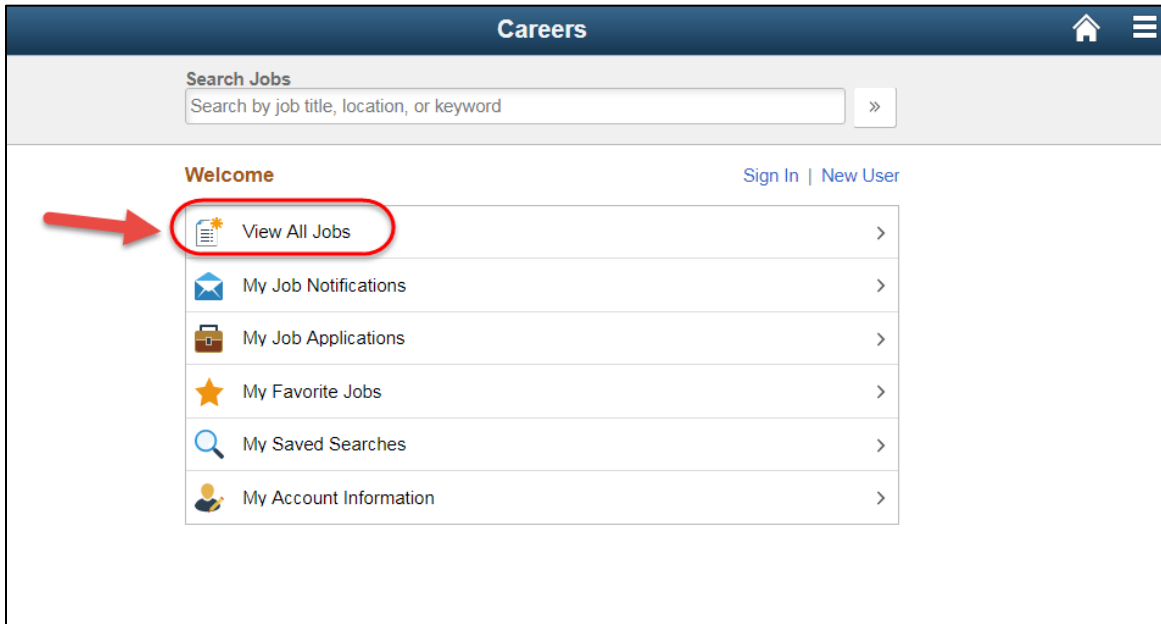 Careers
Search Jobs
Search by job title, location, or keyword
»
Welcome
Sign In | New User
View All Jobs
My Job Notifications
My Job Applications
My Favorite Jobs
My Saved Searches
My Account Information